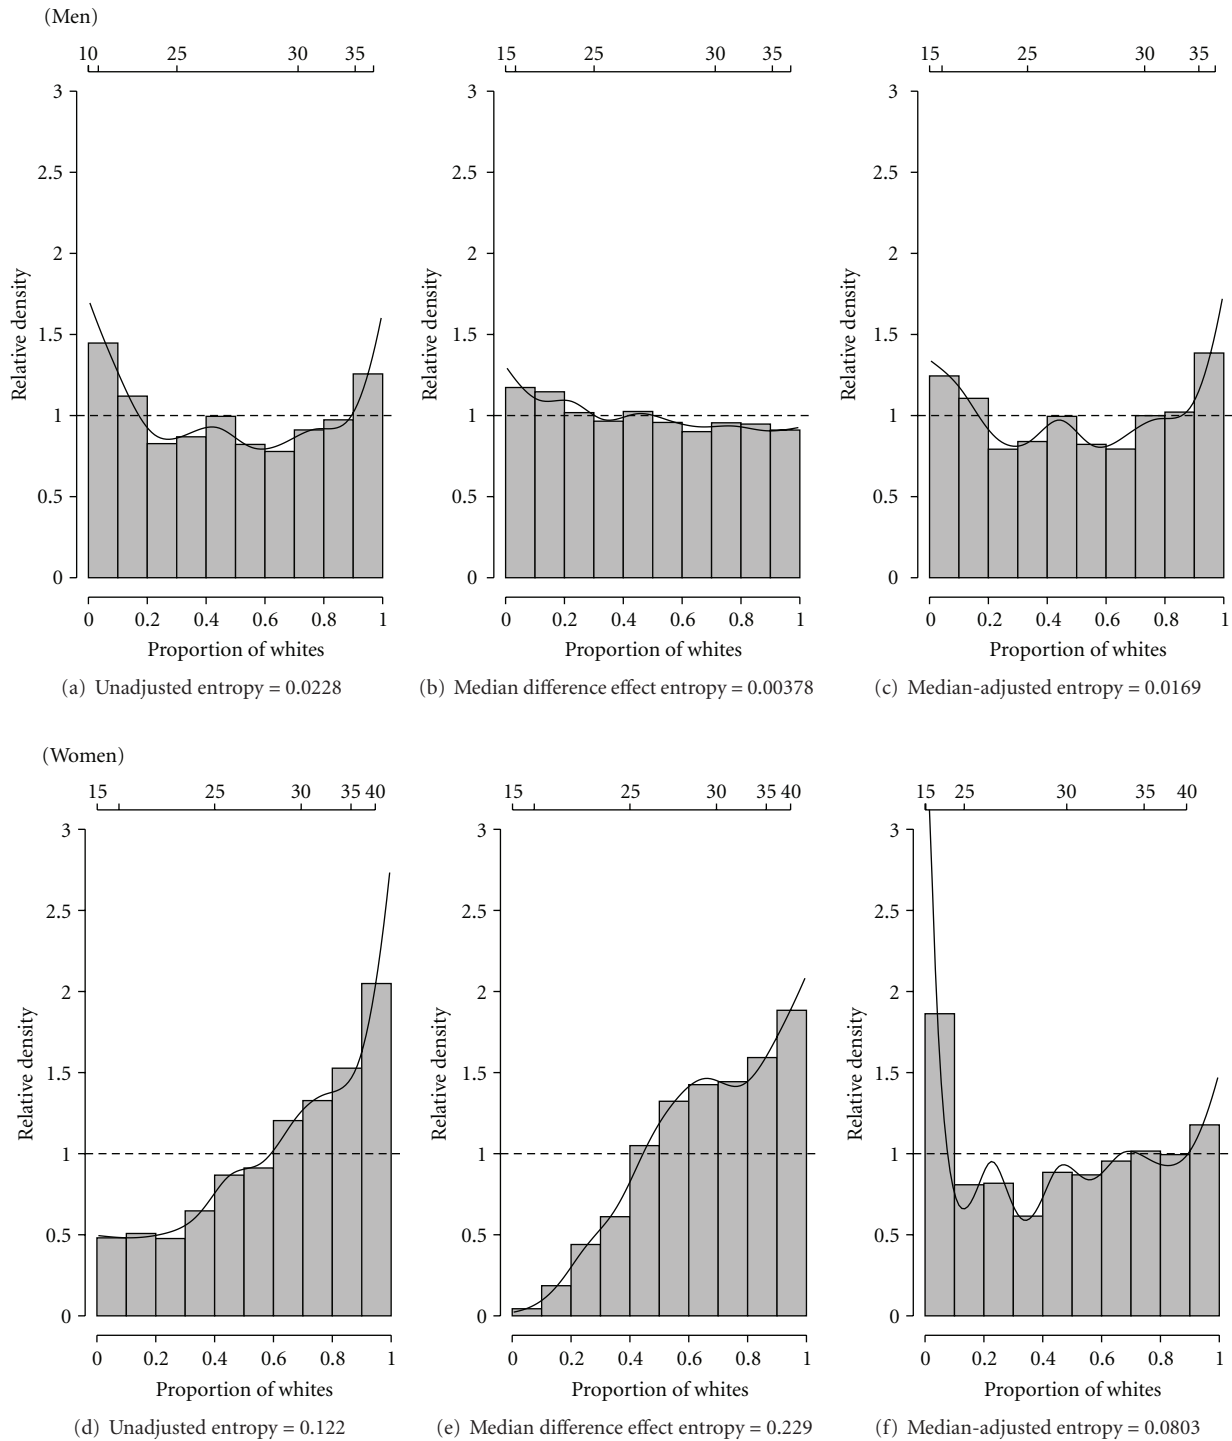 (Men)
10 25 30 35
15 25 30 35
15 25 30 35
3 3 3
2.5 2.5 2.5
2 2 2
1.5 1.5 1.5
1 1 1
0.5 0.5 0.5
0 0 0
Relative density
Relative density
Relative density
0 0.2 0.4 0.6 0.8 1
0 0.2 0.4 0.6 0.8 1
0 0.2 0.4 0.6 0.8 1
Proportion of whites
Proportion of whites
Proportion of whites
(a) Unadjusted entropy = 0.0228
(b) Median difference effect entropy = 0.00378
(c) Median-adjusted entropy = 0.0169
(Women)
15 25 30 35 40
15 25 30 35 40
15 25 30 35 40
3 3 3
2.5 2.5 2.5
2 2 2
1.5 1.5 1.5
1 1 1
0.5 0.5 0.5
0 0 0
Relative density
Relative density
Relative density
0 0.2 0.4 0.6 0.8 1
0 0.2 0.4 0.6 0.8 1
0 0.2 0.4 0.6 0.8 1
Proportion of whites
Proportion of whites
Proportion of whites
(d) Unadjusted entropy = 0.122
(e) Median difference effect entropy = 0.229
(f) Median-adjusted entropy = 0.0803